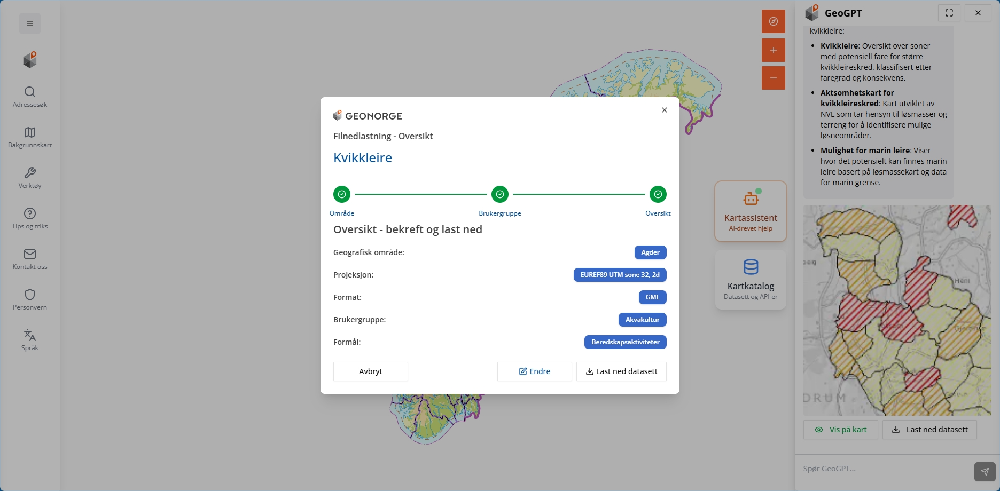 Adressesøk
Bakgrunnskart
Verktøy
Tips og triks
Kontakt oss
Personvern
Språk
GEONORGE
Filnedlastning - Oversikt
Kvikkleire
Område
Brukergruppe
Oversikt
Oversikt - bekreft og last ned
Geografisk område:
Agder
Projeksjon:
EUREF89 UTM sone 32, 2d
Format:
GML
Brukergruppe:
Akvakultur
Formål:
Beredskapsaktiviteter
Avbryt
Endre
Last ned datasett
Kartassistent
AI-drevet hjelp
Kartkatalog
Datasett og API-er
GeoGPT
kvikkleire:
• Kvikkleire: Oversikt over soner
med potensiell fare for større
kvikkleireskred, klassifisert etter
faregrad og konsekvens.
• Aktsomhetskart for
kvikkleireskred: Kart utviklet av
NVE som tar hensyn til løsmasser og
terreng for å identifisere mulige
løsneområder.
• Mulighet for marin leire: Viser
hvor det potensielt kan finnes marin
leire basert på løsmassekart og data
for marin grense.
DRUM
Vis på kart
Last ned datasett
Spør GeoGPT...